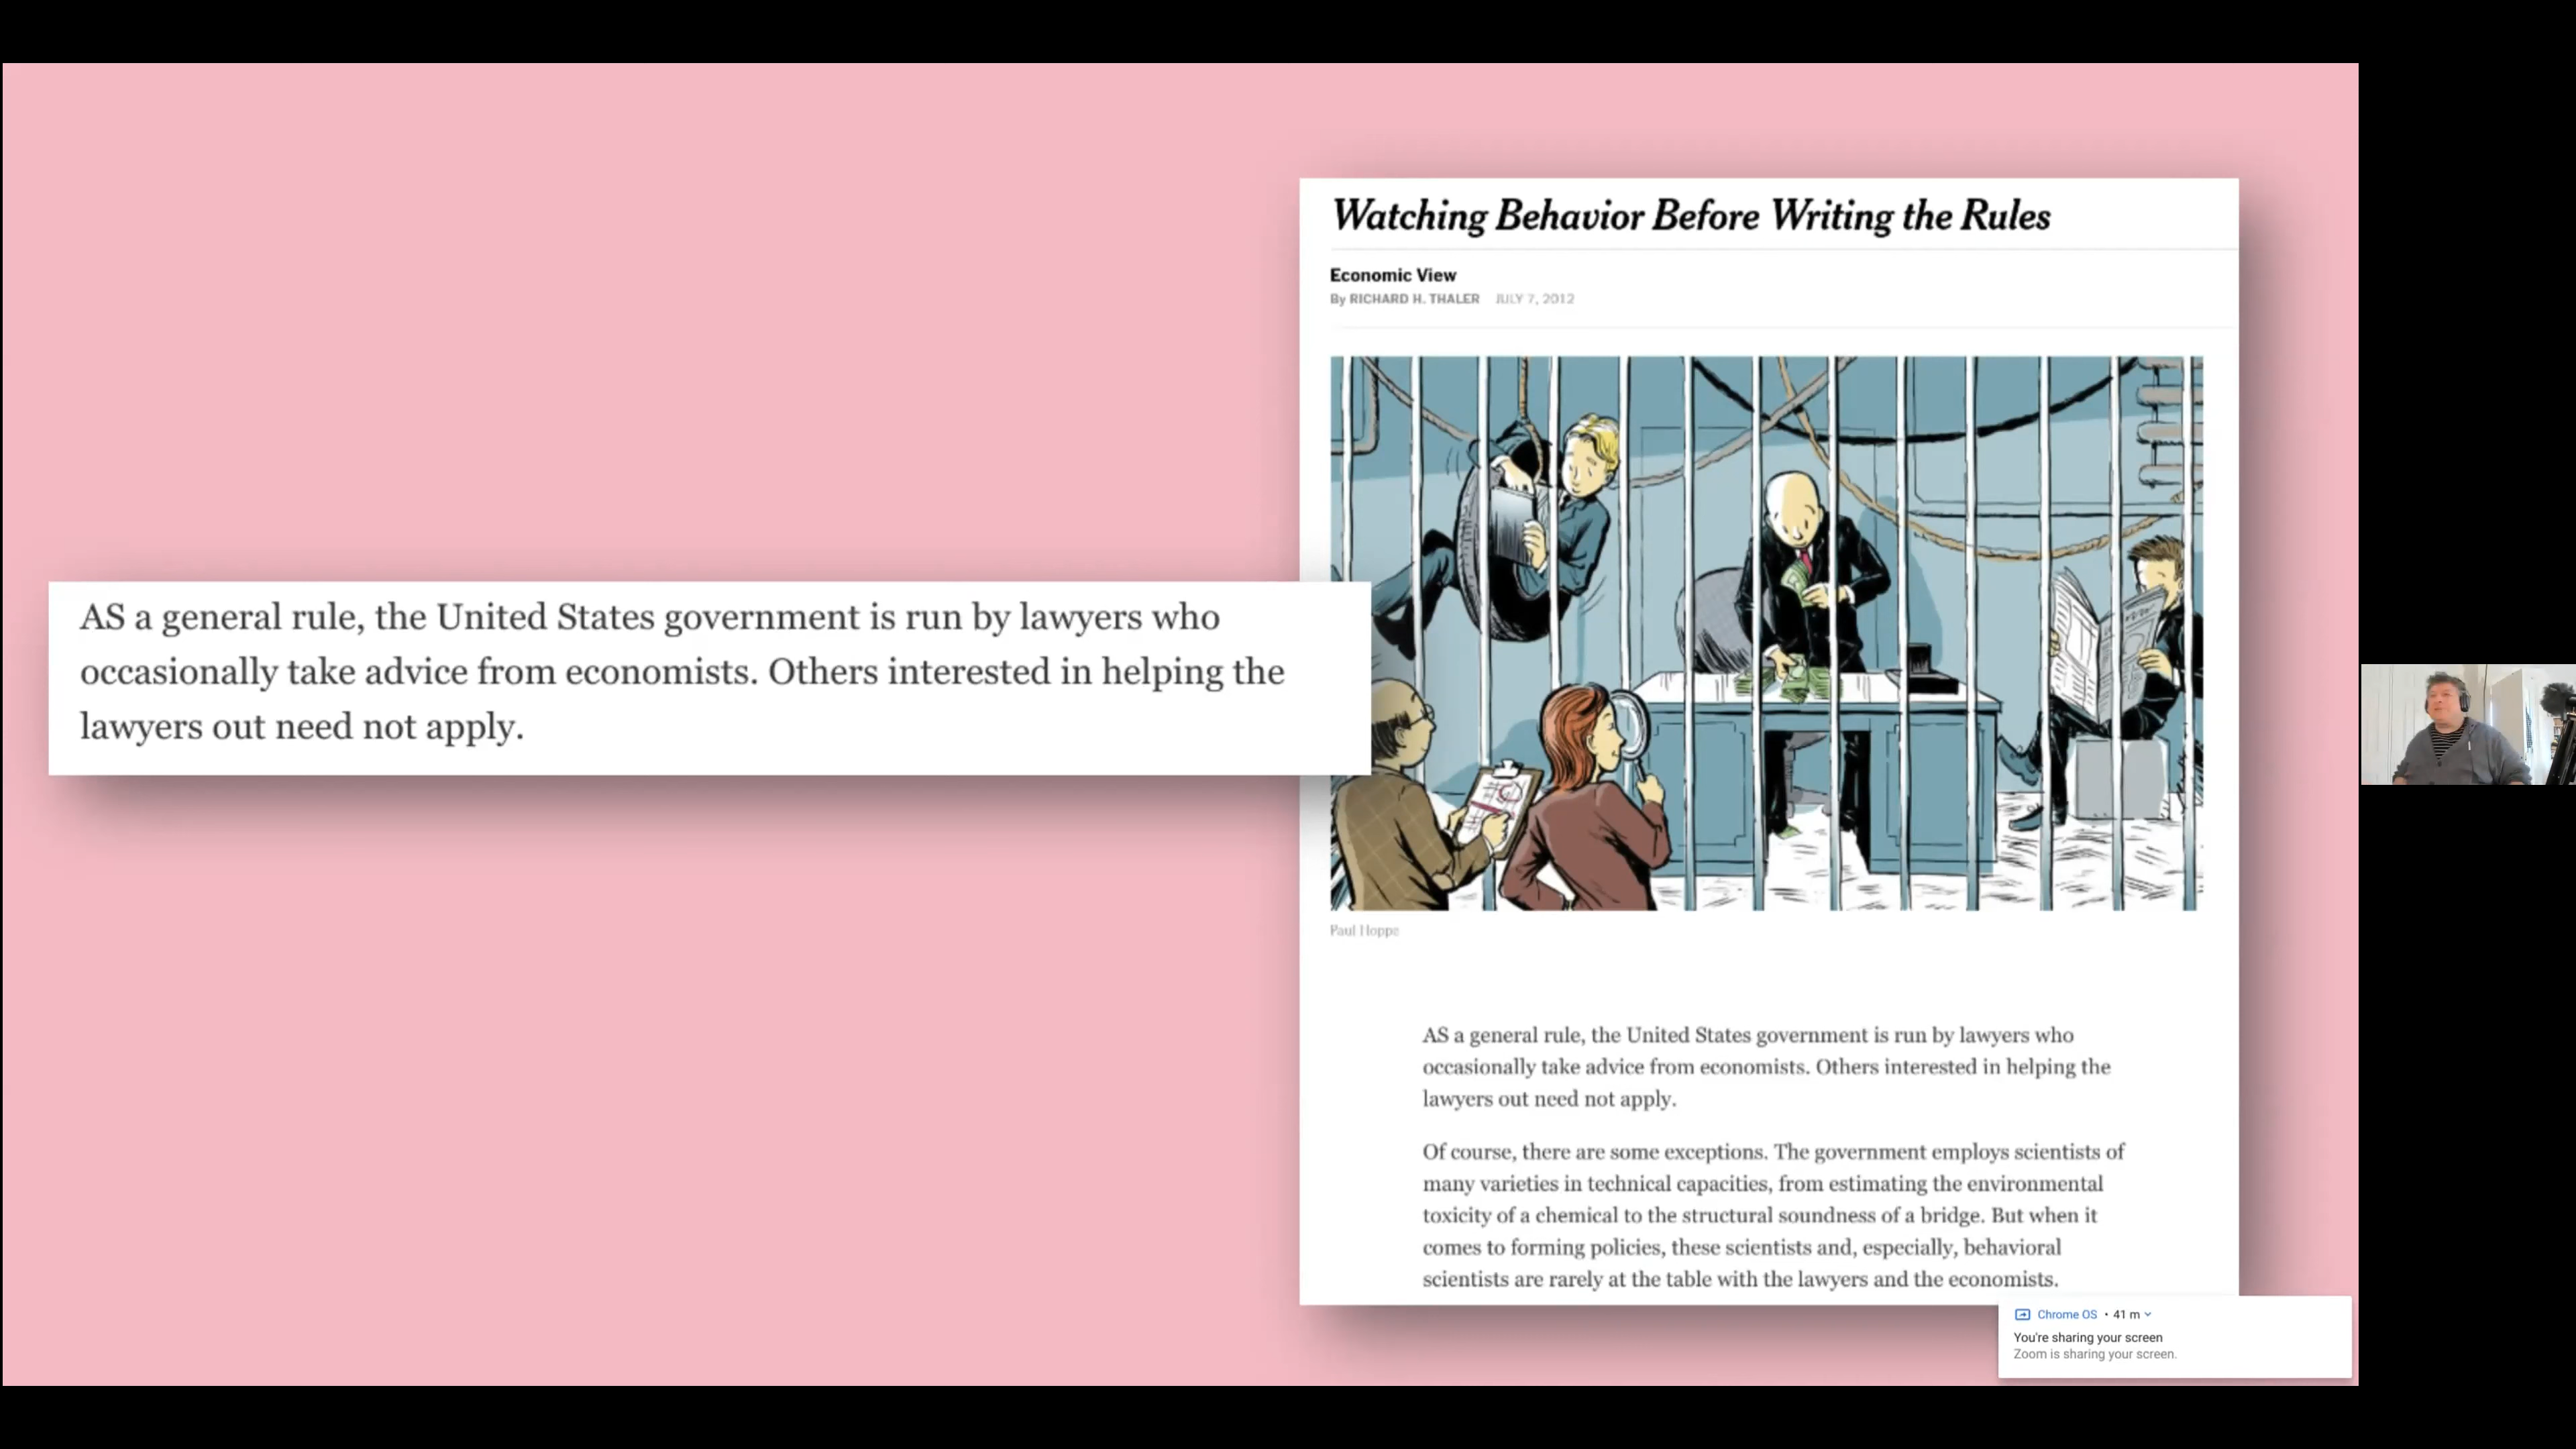 Watching Behavior Before Writing the Rules
Economic View
By RICHARD H. THALER JULY 7, 2012
AS a general rule, the United States government is run by lawyers who
occasionally take advice from economists. Others interested in helping the
lawyers out need not apply.
Paul Hoppe
AS a general rule, the United States government is run by lawyers who
occasionally take advice from economists. Others interested in helping the
lawyers out need not apply.
Of course, there are some exceptions. The government employs scientists of
many varieties in technical capacities, from estimating the environmental
toxicity of a chemical to the structural soundness of a bridge. But when it
comes to forming policies, these scientists and, especially, behavioral
scientists are rarely at the table with the lawyers and the economists.
Chrome OS • 41 m
You're sharing your screen
Zoom is sharing your screen.